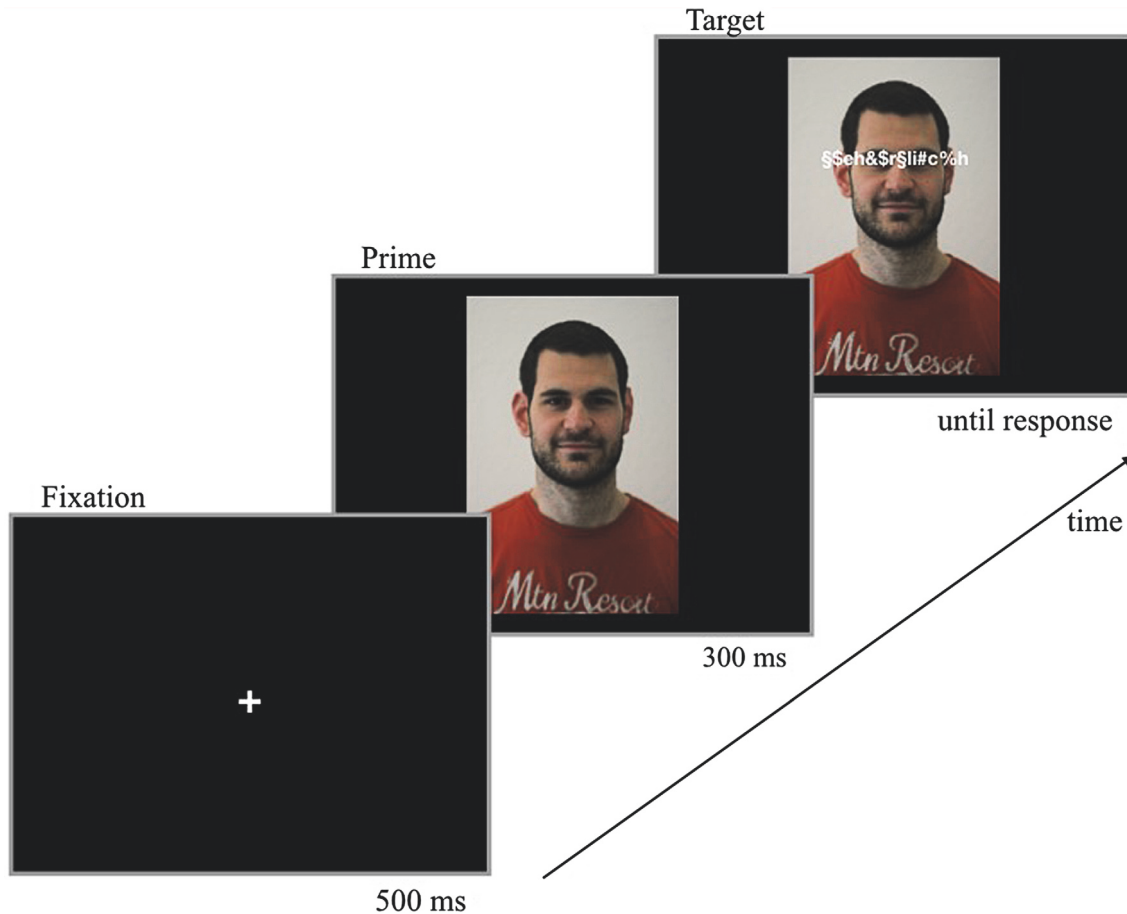 Target
§$eh&$r§li#c%h
Mtn Resort
until response
Prime
Mtn Resort
300 ms
time
Fixation
+
500 ms